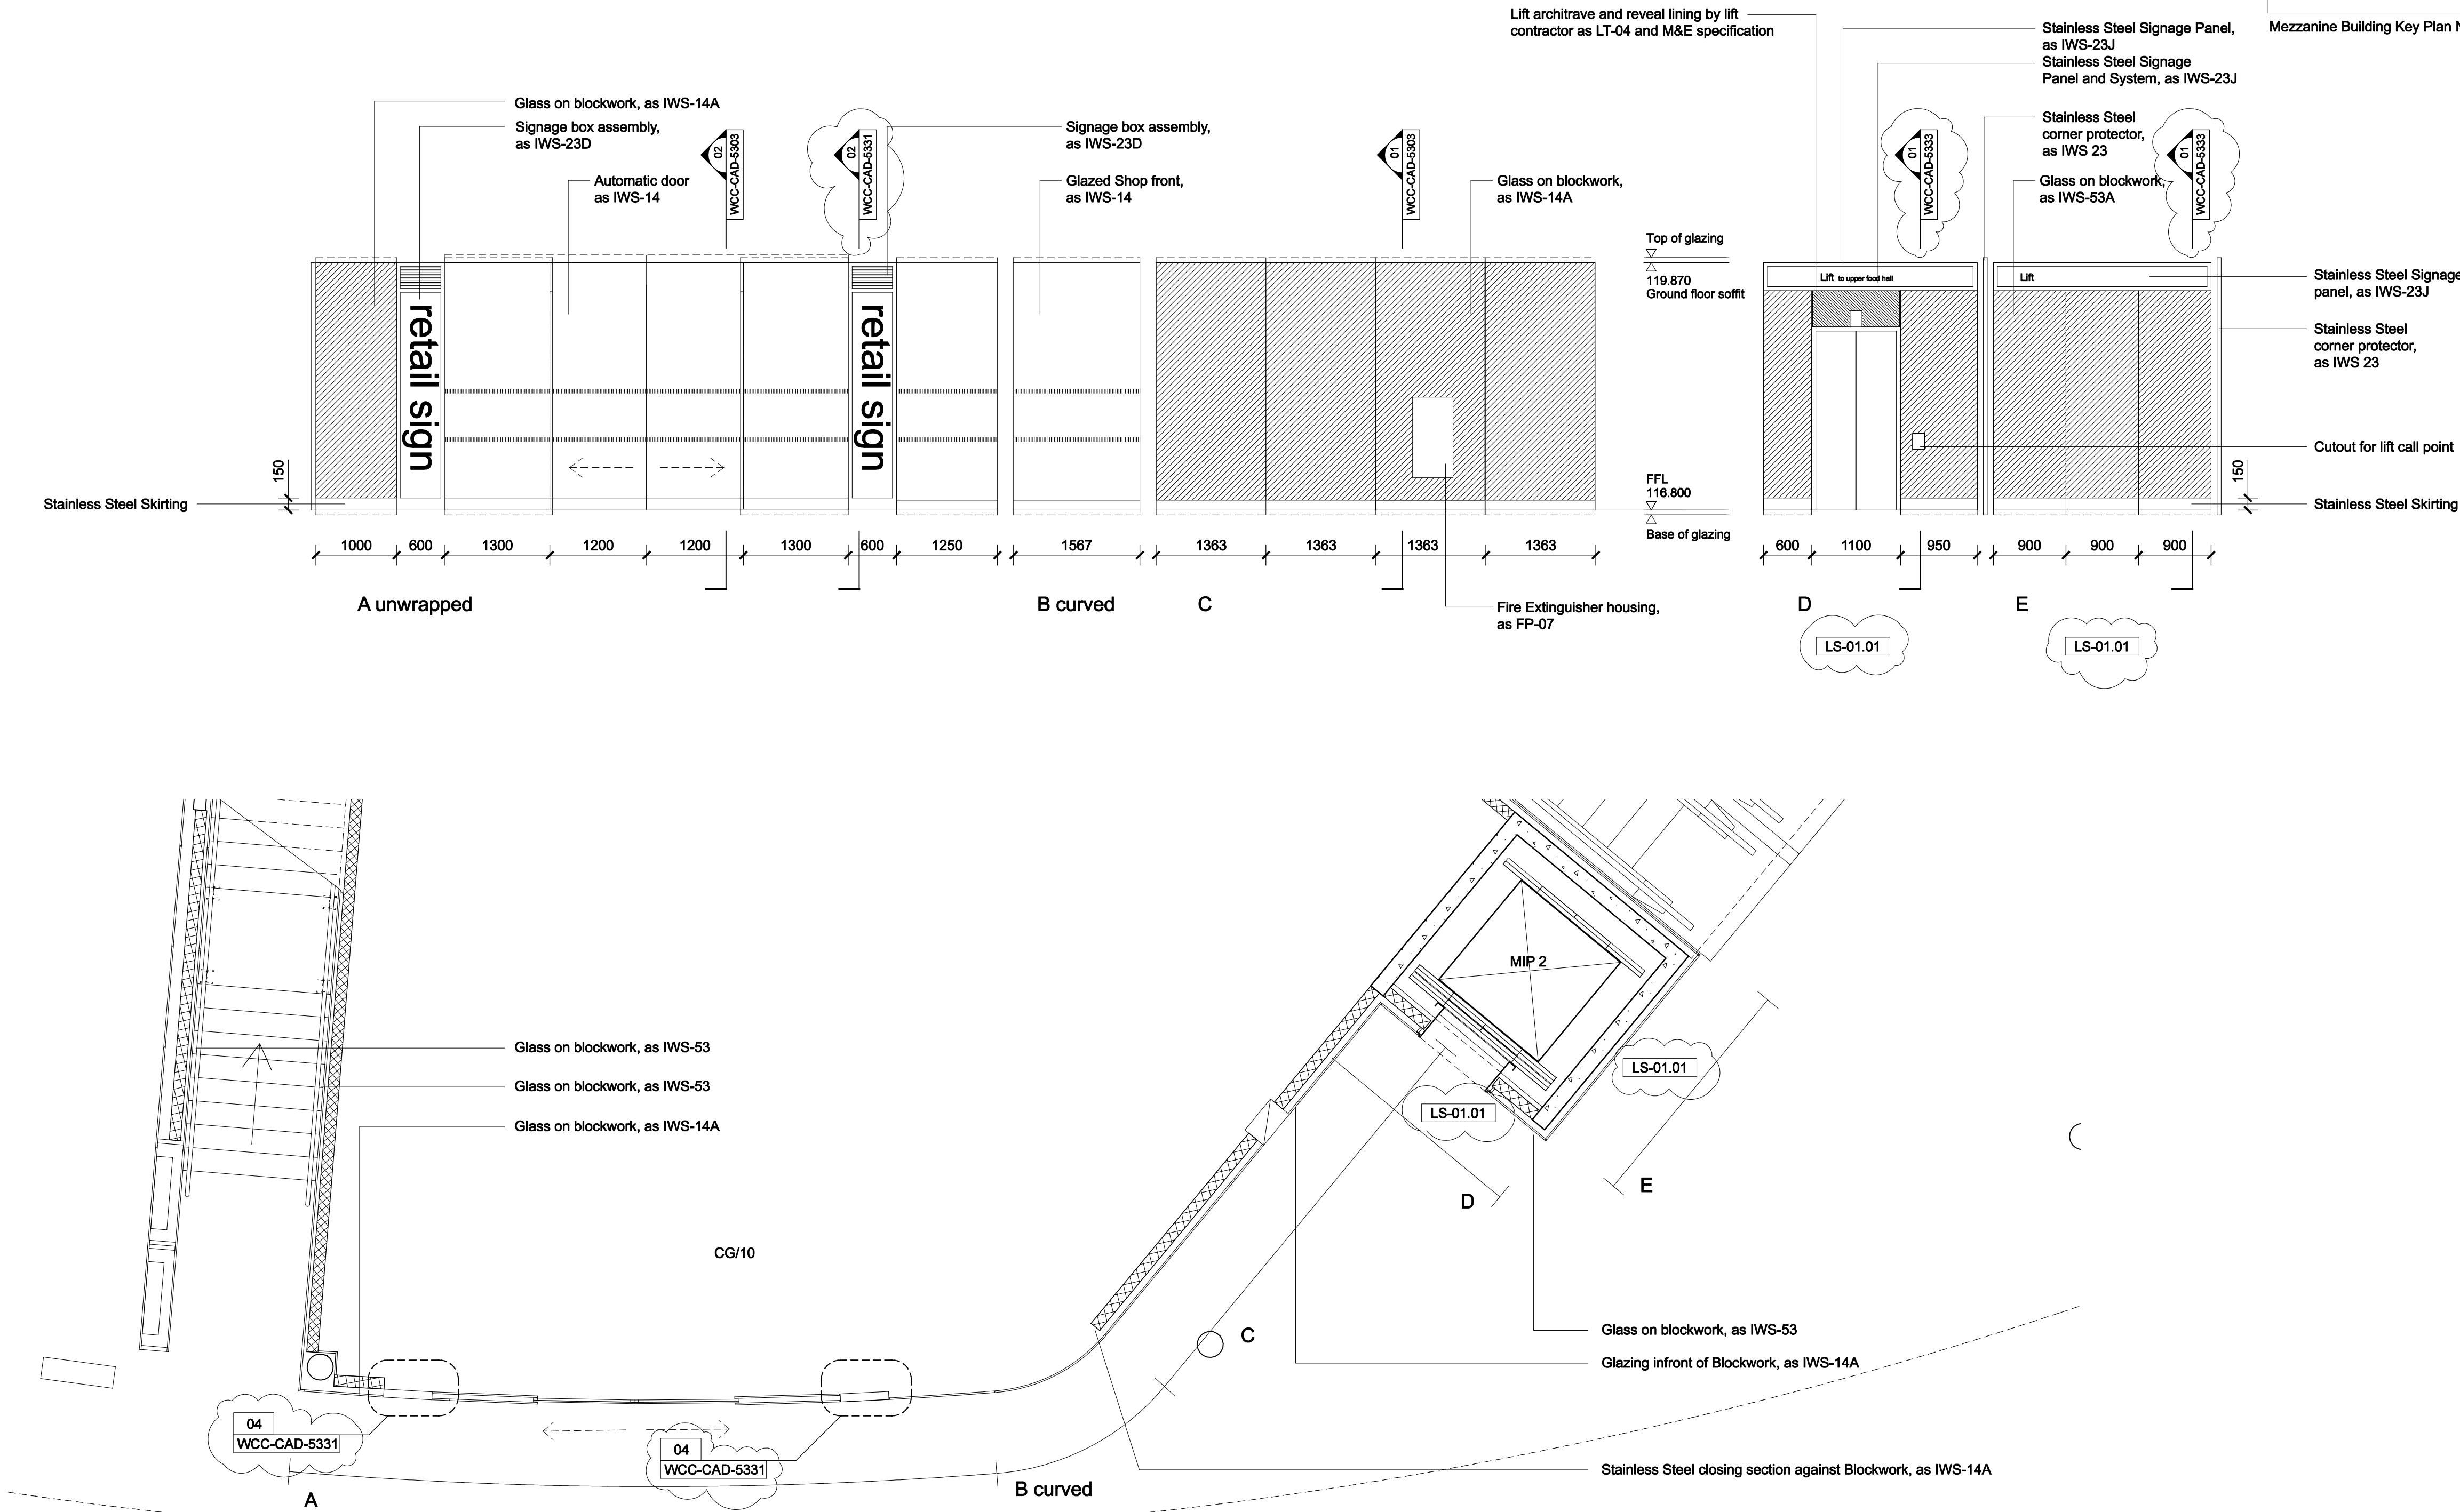 Lift architrave and reveal lining by lift
contractor as LT-04 and M&E specification
Stainless Steel Signage Panel,
as IWS-23J
Stainless Steel Signage
Panel and System, as IWS-23J
Mezzanine Building Key Plan
Glass on blockwork, as IWS-14A
Signage box assembly,
as IWS-23D
Automatic door
as IWS-14
02
WCC-CAD-5303
02
WCC-CAD-5331
Signage box assembly,
as IWS-23D
Glazed Shop front,
as IWS-14
01
WCC-CAD-5303
Glass on blockwork,
as IWS-14A
01
WCC-CAD-5333
Stainless Steel
corner protector,
as IWS 23
Glass on blockwork,
as IWS-53A
01
WCC-CAD-5333
Top of glazing
119.870
Ground floor soffit
Lift to upper food hall
Lift
Stainless Steel Signage
panel, as IWS-23J
Stainless Steel
corner protector,
as IWS 23
retail sign
retail sign
Cutout for lift call point
150
Stainless Steel Skirting
FFL
116.800
Base of glazing
150
Stainless Steel Skirting
1000 600 1300 1200 1200 1300 600 1250 1567 1363 1363 1363 1363 600 1100 950 900 900 900
A unwrapped
B curved
C
D
E
Fire Extinguisher housing,
as FP-07
LS-01.01
LS-01.01
MIP 2
Glass on blockwork, as IWS-53
Glass on blockwork, as IWS-53
Glass on blockwork, as IWS-14A
LS-01.01
LS-01.01
D
E
CG/10
C
Glass on blockwork, as IWS-53
Glazing infront of Blockwork, as IWS-14A
04
WCC-CAD-5331
04
WCC-CAD-5331
Stainless Steel closing section against Blockwork, as IWS-14A
A
B curved